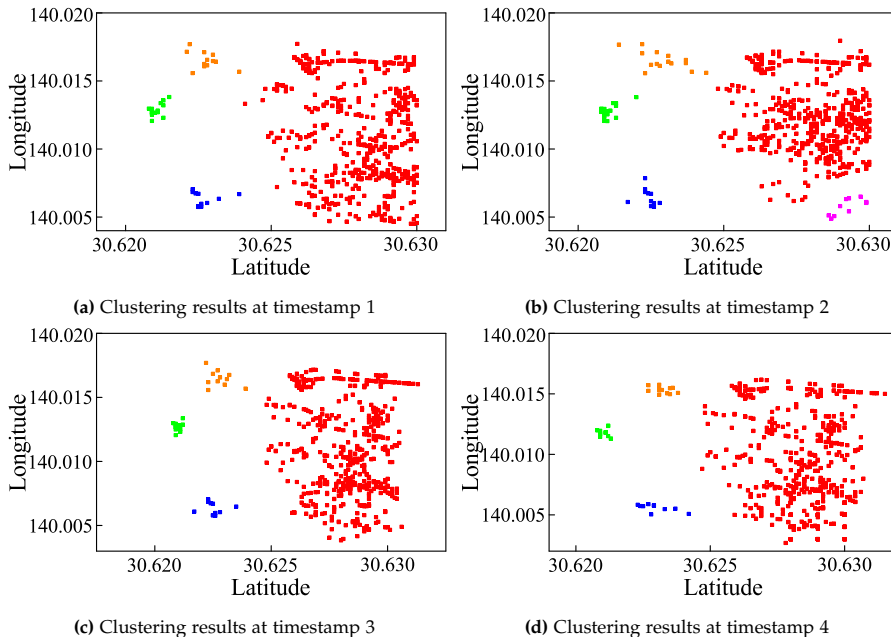 140.020
140.015
140.010
140.005
Longitude
30.620 30.625 30.630
Latitude
(a) Clustering results at timestamp 1
140.020
140.015
140.010
140.005
Longitude
30.620 30.625 30.630
Latitude
(b) Clustering results at timestamp 2
140.020
140.015
140.010
140.005
Longitude
30.620 30.625 30.630
Latitude
(c) Clustering results at timestamp 3
140.020
140.015
140.010
140.005
Longitude
30.620 30.625 30.630
Latitude
(d) Clustering results at timestamp 4